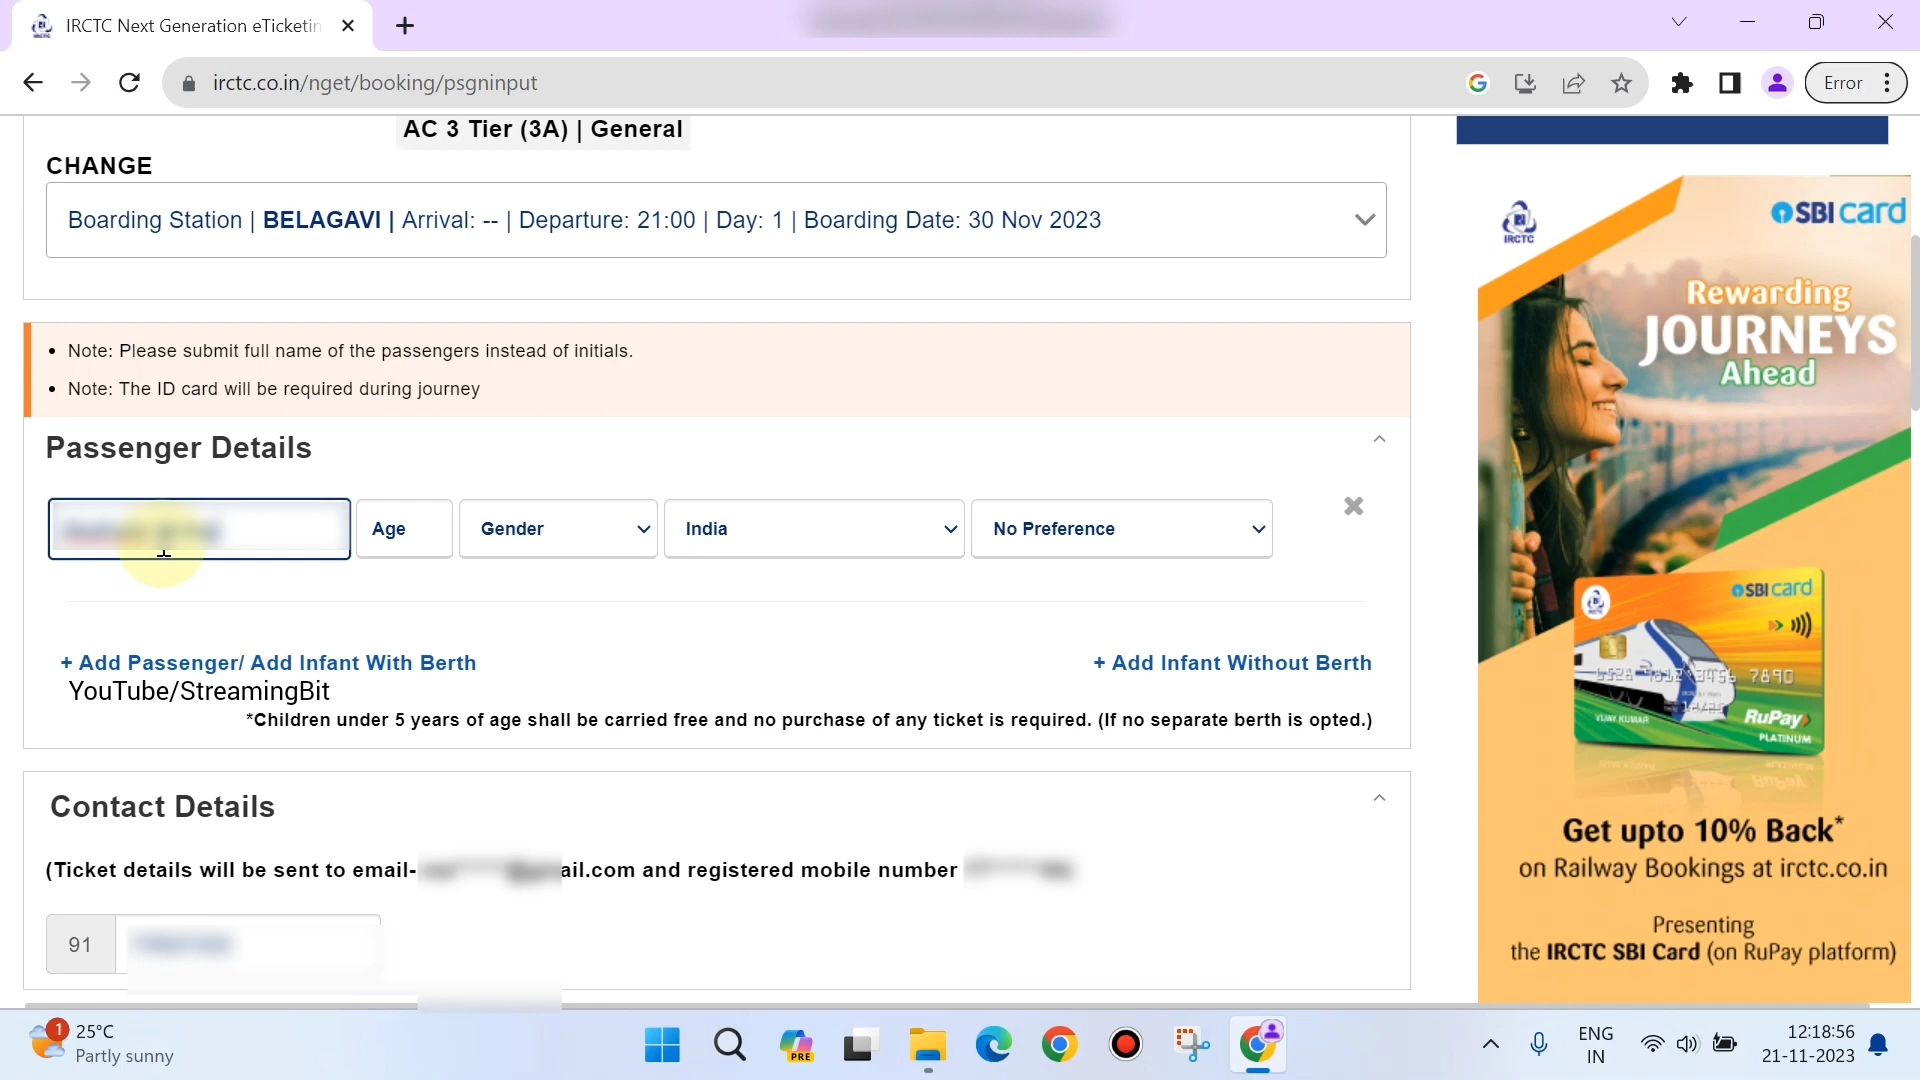 IRCTC Next Generation eTicketin
irctc.co.in/nget/booking/psgninput
Error
AC 3 Tier (3A) | General
CHANGE
Boarding Station | BELAGAVI | Arrival: -- | Departure: 21:00 | Day: 1 | Boarding Date: 30 Nov 2023
• Note: Please submit full name of the passengers instead of initials.
• Note: The ID card will be required during journey
Passenger Details
Age
Gender
India
No Preference
+ Add Passenger/ Add Infant With Berth
+ Add Infant Without Berth
YouTube/StreamingBit
*Children under 5 years of age shall be carried free and no purchase of any ticket is required. (If no separate berth is opted.)
Contact Details
(Ticket details will be sent to email- ail.com and registered mobile number
91
IRCTC
SBI card
Rewarding
JOURNEYS
Ahead
SBI card
7890
VIJAY KUMAR
RuPay
PLATINUM
Get upto 10% Back*
on Railway Bookings at irctc.co.in
Presenting
the IRCTC SBI Card (on RuPay platform)
1
25°C
Partly sunny
PRE
ENG
IN
12:18:56
21-11-2023